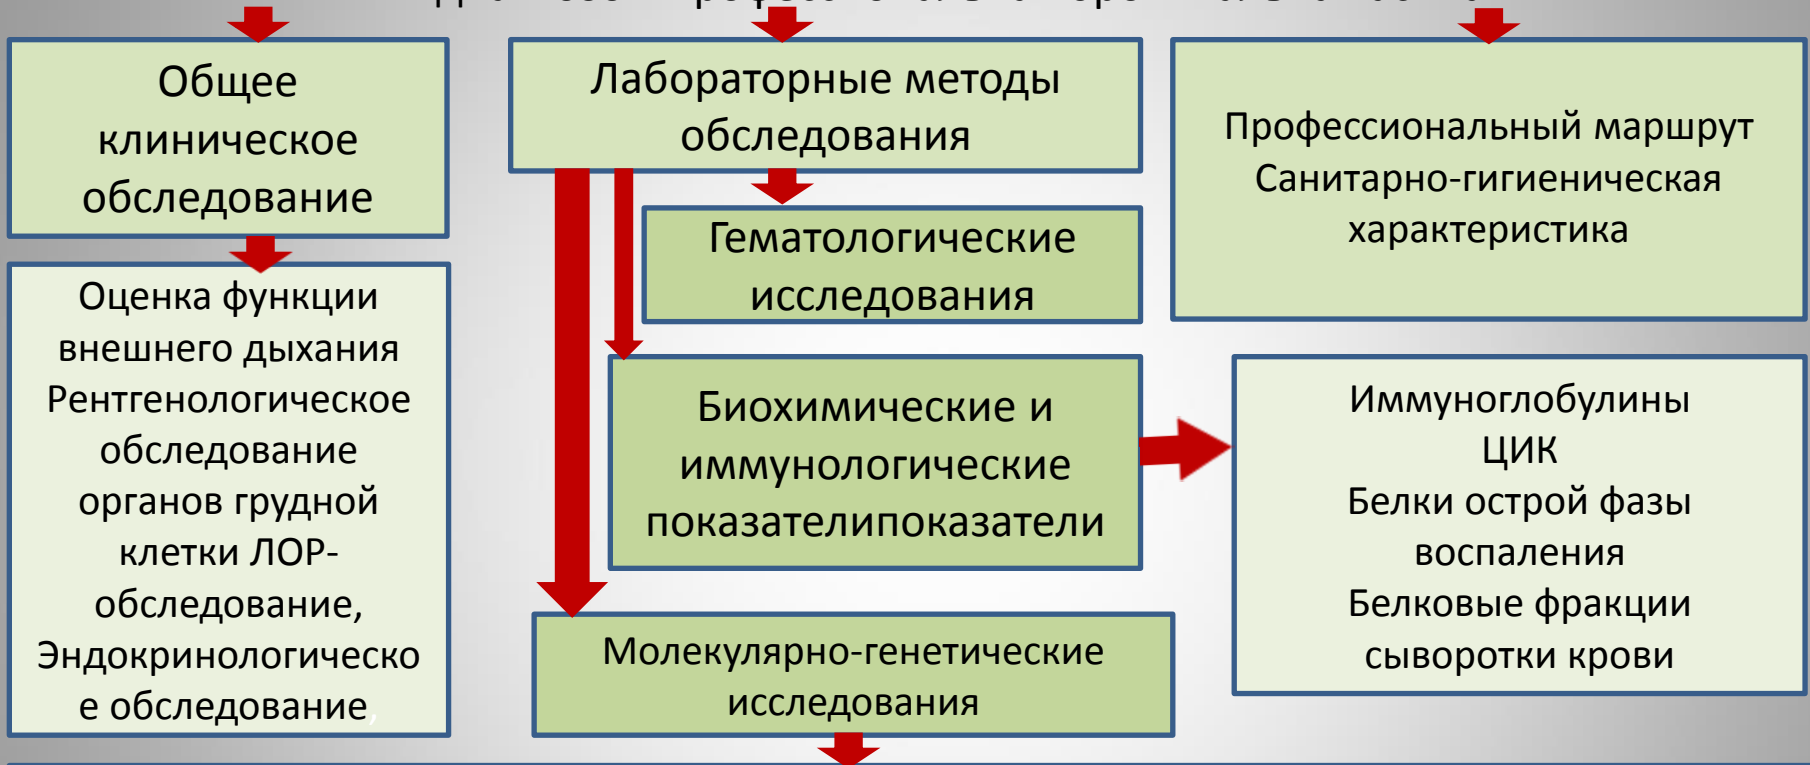 Общее
клиническое
обследование
Лабораторные методы
обследования
Профессиональный маршрут
Санитарно-гигиеническая
характеристика
Гематологические
исследования
Оценка функции
внешнего дыхания
Рентгенологическое
обследование
органов грудной
клетки ЛОР-
обследование,
Эндокринологическо
е обследование,
Биохимические и
иммунологические
показателипоказатели
Иммуноглобулины
ЦИК
Белки острой фазы
воспаления
Белковые фракции
сыворотки крови
Молекулярно-генетические
исследования